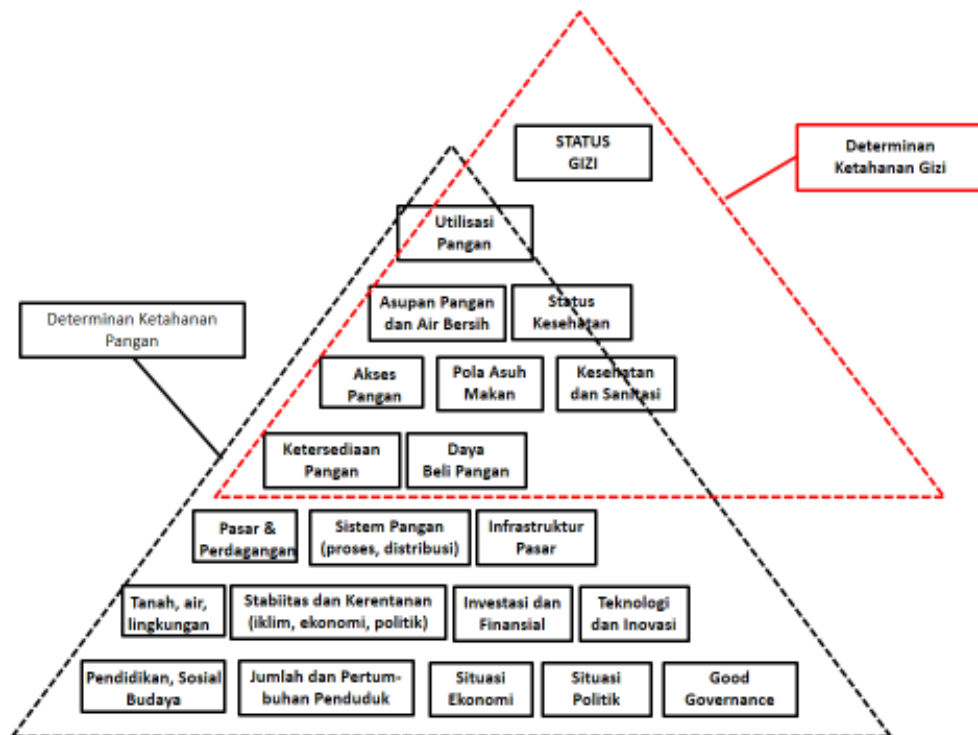 STATUS
GIZI
Determinan
Ketahanan Gizi
Utilisasi
Pangan
Asupan Pangan
dan Air Bersih
Status
Kesehatan
Determinan Ketahanan
Pangan
Akses
Pangan
Pola Asuh
Makan
Kesehatan
dan Sanitasi
Ketersediaan
Pangan
Daya
Beli Pangan
Pasar &
Perdagangan
Sistem Pangan
(proses, distribusi)
Infrastruktur
Pasar
Tanah, air,
lingkungan
Stabiitas dan Kerentanan
(iklim, ekonomi, politik)
Investasi dan
Finansial
Teknologi
dan Inovasi
Pendidikan, Sosial
Budaya
Jumlah dan Pertum-
buhan Penduduk
Situasi
Ekonomi
Situasi
Politik
Good
Governance